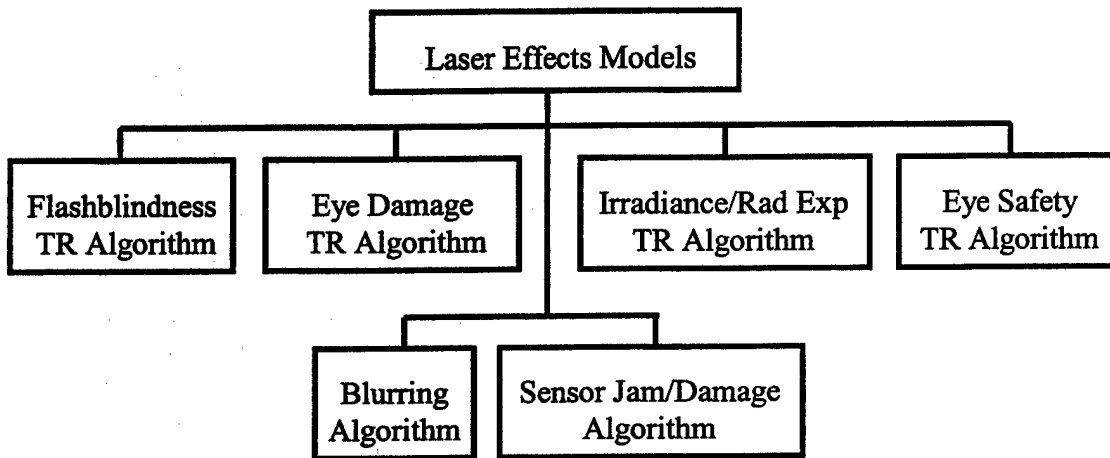 Laser Effects Models
Flashblindness
TR Algorithm
Eye Damage
TR Algorithm
Irradiance/Rad Exp
TR Algorithm
Eye Safety
TR Algorithm
Blurring
Algorithm
Sensor Jam/Damage
Algorithm